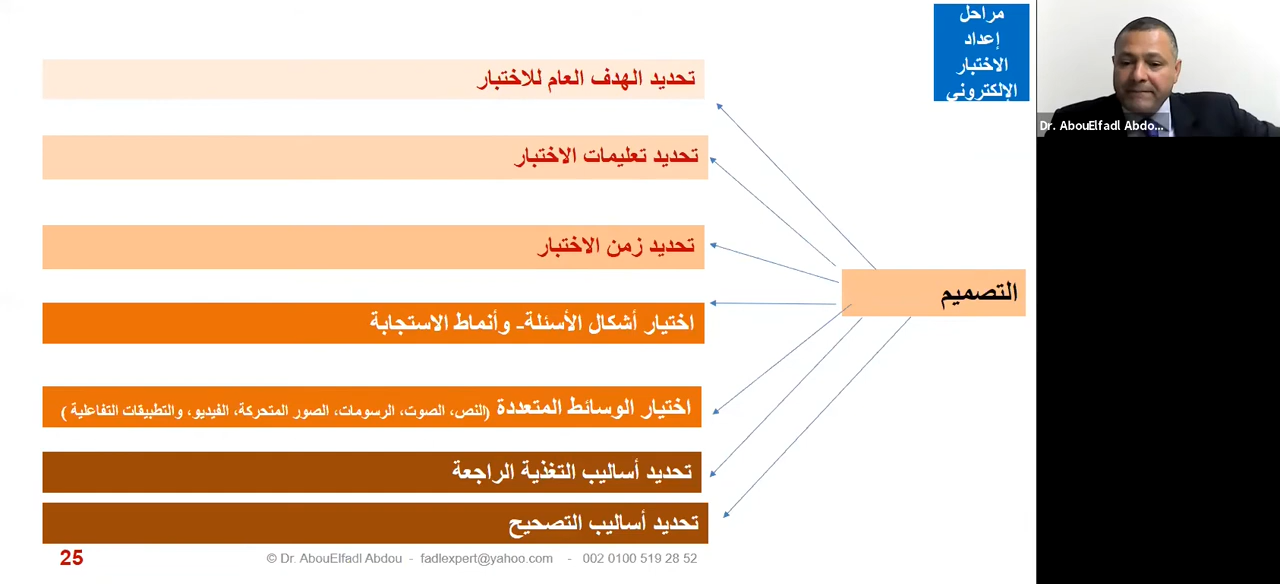 مراحل
إعداد
الاختبار
الإلكتروني
Dr. AbouElfadl Abdo...
التصميم
تحديد الهدف العام للاختبار
تحديد تعليمات الاختبار
تحديد زمن الاختبار
اختيار أشكال الأسئلة- وأنماط الاستجابة
اختيار الوسائط المتعددة (النص، الصوت، الرسومات، الصور المتحركة، الفيديو، والتطبيقات التفاعلية )
تحديد أساليب التغذية الراجعة
تحديد أساليب التصحيح
25
© Dr. AbouElfadl Abdou - fadlexpert@yahoo.com - 002 0100 519 28 52